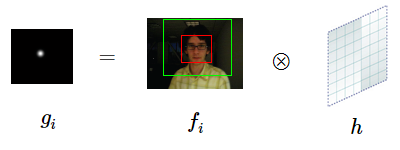 = ⊗
g_i f_i h